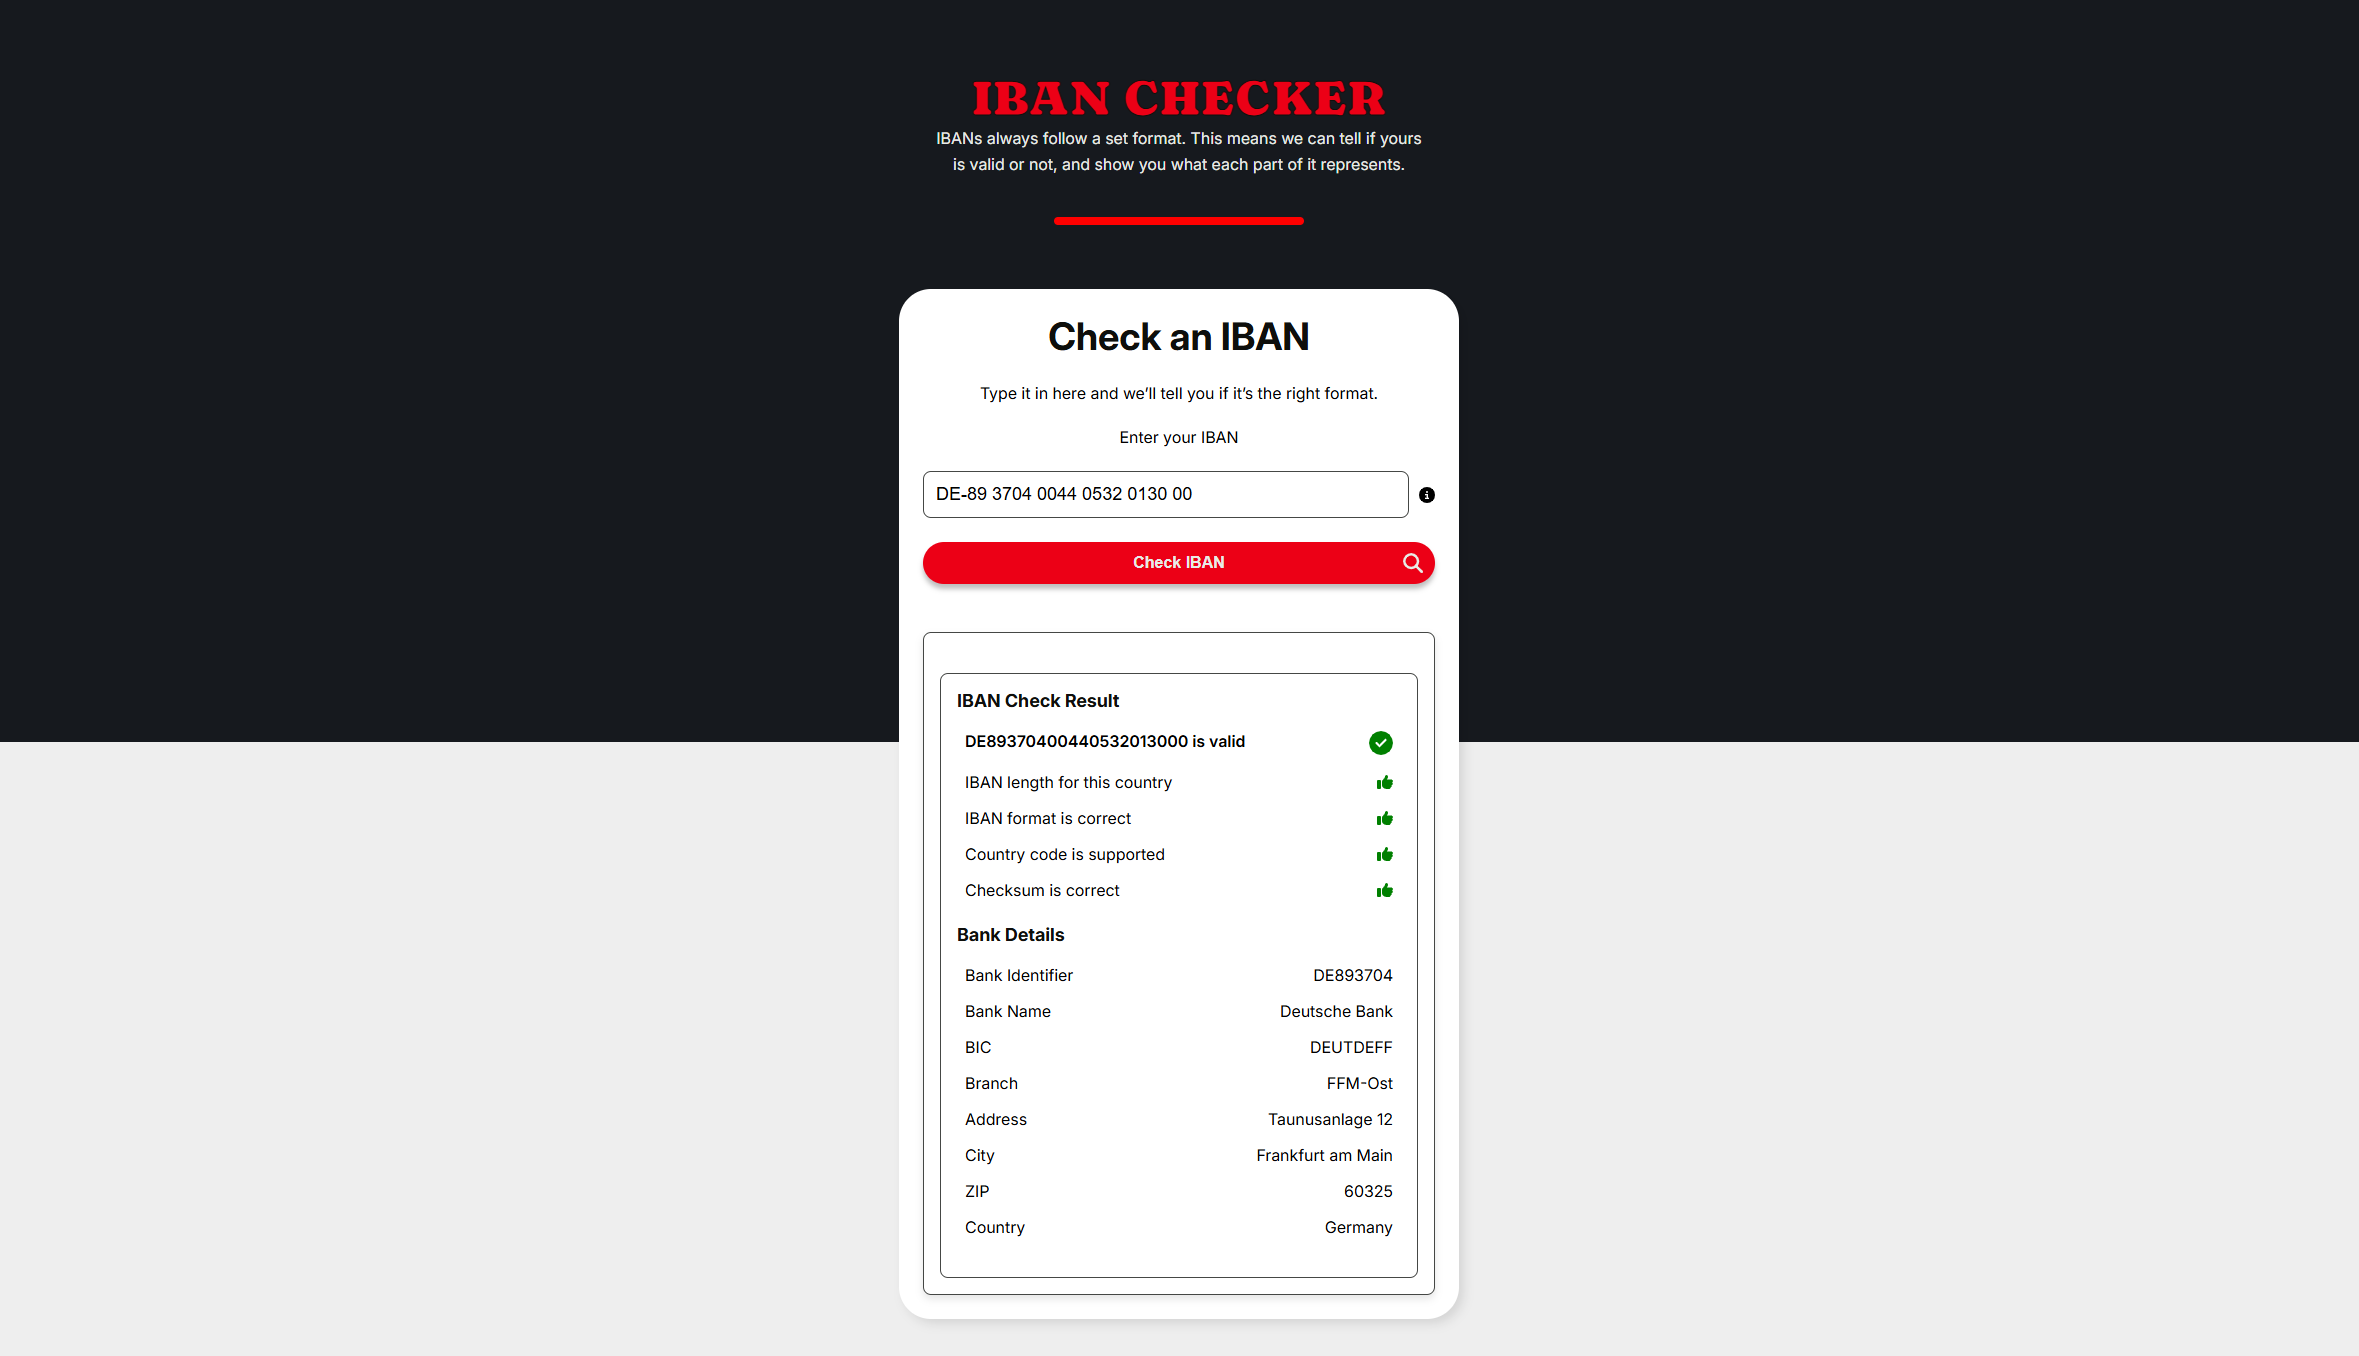 IBAN CHECKER
IBANs always follow a set format. This means we can tell if yours
is valid or not, and show you what each part of it represents.
Check an IBAN
Type it in here and we’ll tell you if it’s the right format.
Enter your IBAN
DE-89 3704 0044 0532 0130 00
Check IBAN
IBAN Check Result
DE89370400440532013000 is valid
IBAN length for this country
IBAN format is correct
Country code is supported
Checksum is correct
Bank Details
Bank Identifier DE893704
Bank Name Deutsche Bank
BIC DEUTDEFF
Branch FFM-Ost
Address Taunusanlage 12
City Frankfurt am Main
ZIP 60325
Country Germany